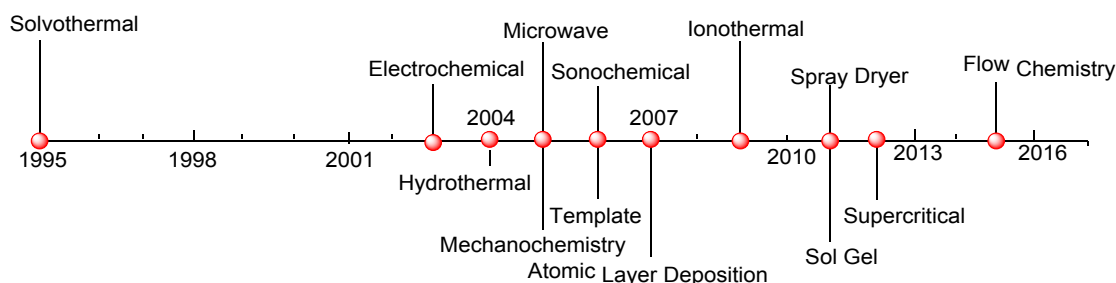 Solvothermal
Microwave
Ionothermal
Electrochemical
Sonochemical
Spray Dryer
Flow Chemistry
2004
2007
1995
1998
2001
2010
2013
2016
Hydrothermal
Template
Supercritical
Mechanochemistry
Sol Gel
Atomic Layer Deposition